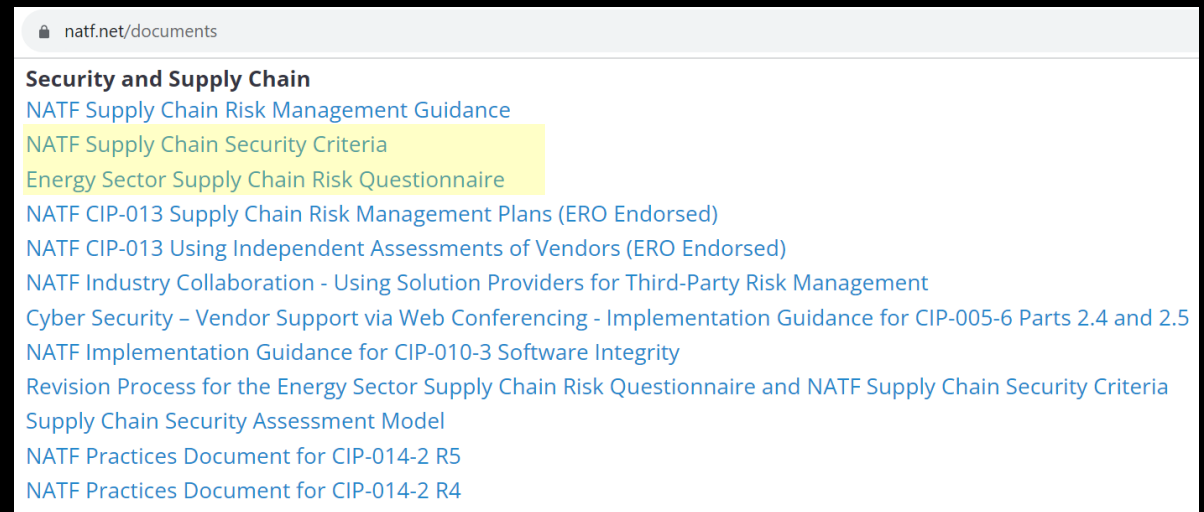 natf.net/documents
Security and Supply Chain
NATF Supply Chain Risk Management Guidance
NATF Supply Chain Security Criteria
Energy Sector Supply Chain Risk Questionnaire
NATF CIP-013 Supply Chain Risk Management Plans (ERO Endorsed)
NATF CIP-013 Using Independent Assessments of Vendors (ERO Endorsed)
NATF Industry Collaboration - Using Solution Providers for Third-Party Risk Management
Cyber Security – Vendor Support via Web Conferencing - Implementation Guidance for CIP-005-6 Parts 2.4 and 2.5
NATF Implementation Guidance for CIP-010-3 Software Integrity
Revision Process for the Energy Sector Supply Chain Risk Questionnaire and NATF Supply Chain Security Criteria
Supply Chain Security Assessment Model
NATF Practices Document for CIP-014-2 R5
NATF Practices Document for CIP-014-2 R4